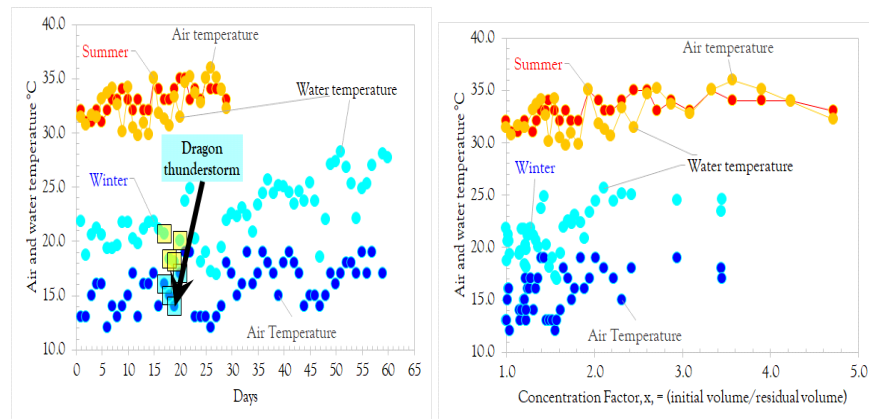 40.0
35.0
30.0
25.0
20.0
15.0
10.0
Air and water temperature °C
Air temperature
Summer
Water temperature
Dragon
thunderstorm
Winter
Air Temperature
0 5 10 15 20 25 30 35 40 45 50 55 60 65
Days
40.0
35.0
30.0
25.0
20.0
15.0
10.0
Air and water temperature °C
Air temperature
Summer
Water temperature
Winter
Air Temperature
1.0 2.0 3.0 4.0 5.0
Concentration Factor, x, = (initial volume/residual volume)